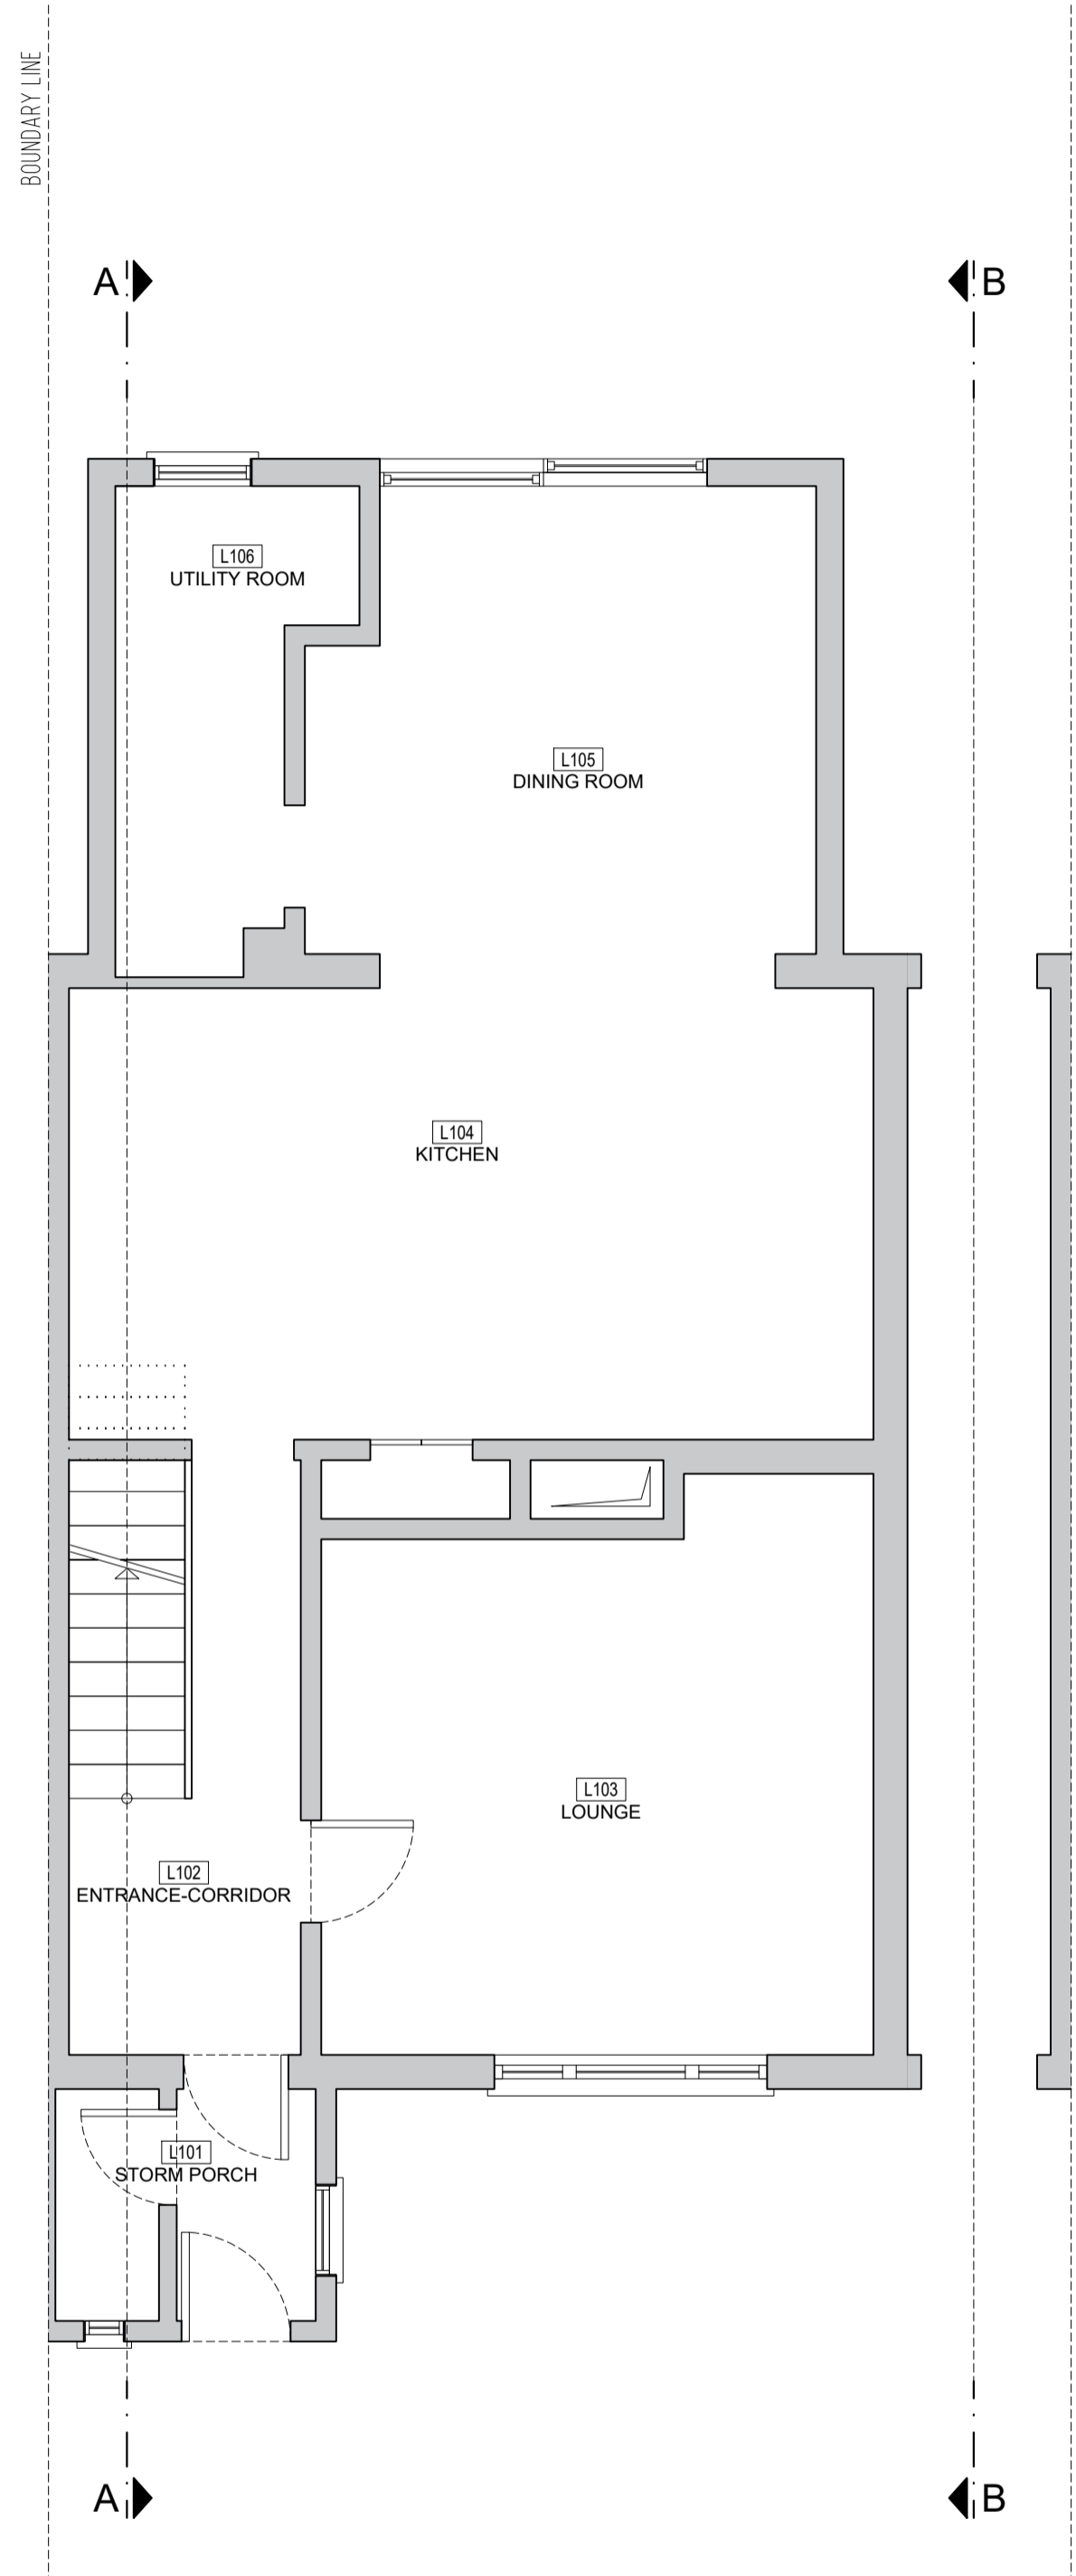 BOUNDARY LINE
A
B
L106
UTILITY ROOM
L105
DINING ROOM
L104
KITCHEN
L103
LOUNGE
L102
ENTRANCE-CORRIDOR
L101
STORM PORCH
A
B